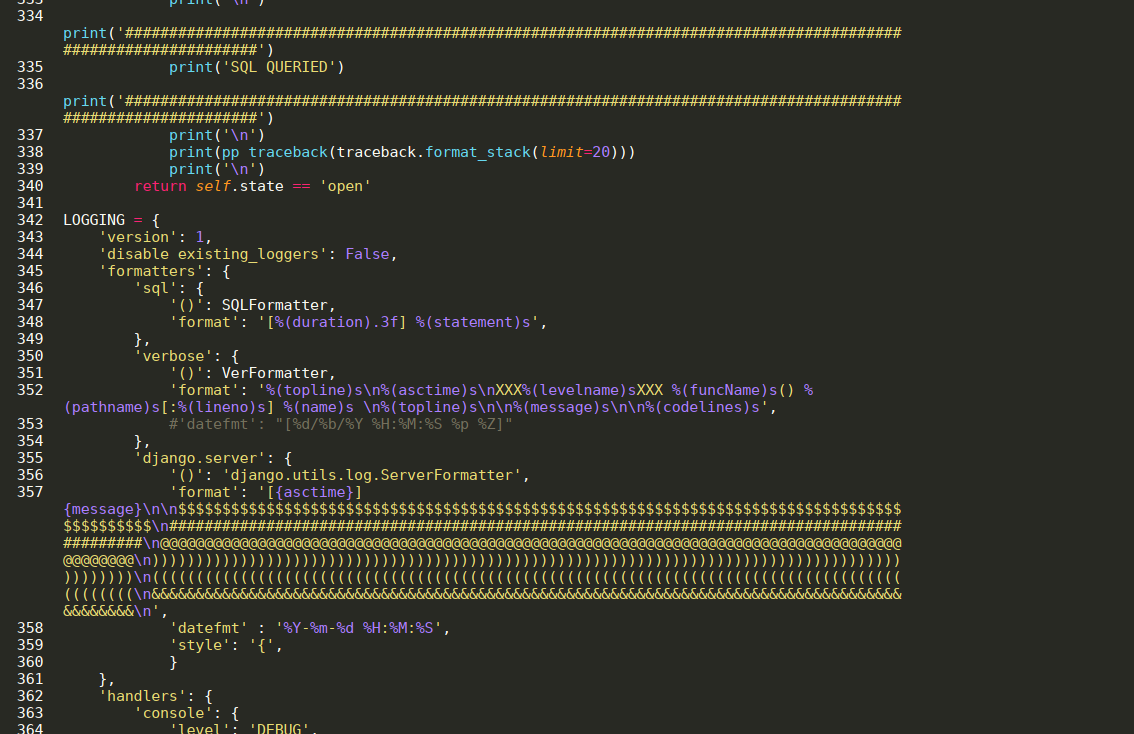 333 print('\n')
334
print('########################################################################################
######################')
335 print('SQL QUERIED')
336
print('########################################################################################
######################')
337 print('\n')
338 print(pp traceback(traceback.format_stack(limit=20)))
339 print('\n')
340 return self.state == 'open'
341
342 LOGGING = {
343 'version': 1,
344 'disable existing_loggers': False,
345 'formatters': {
346 'sql': {
347 '()': SQLFormatter,
348 'format': '[%(duration).3f] %(statement)s',
349 },
350 'verbose': {
351 '()': VerFormatter,
352 'format': '%(topline)s\n%(asctime)s\nXXX%(levelname)sXXX %(funcName)s() %
(pathname)s[:%(lineno)s] %(name)s \n%(topline)s\n\n%(message)s\n\n%(codelines)s',
353 #'datefmt': "[%d/%b/%Y %H:%M:%S %p %Z]"
354 },
355 'django.server': {
356 '()': 'django.utils.log.ServerFormatter',
357 'format': '[{asctime}]
{message}\n\n$$$$$$$$$$$$$$$$$$$$$$$$$$$$$$$$$$$$$$$$$$$$$$$$$$$$$$$$$$$$$$$$$$$$$$$$$$$$$$$$$$
$$$$$$$$$$\n###################################################################################
#########\n@@@@@@@@@@@@@@@@@@@@@@@@@@@@@@@@@@@@@@@@@@@@@@@@@@@@@@@@@@@@@@@@@@@@@@@@@@@@@@@@@@@@
@@@@@@@@\n)))))))))))))))))))))))))))))))))))))))))))))))))))))))))))))))))))))))))))))))))))))
))))))))\n(((((((((((((((((((((((((((((((((((((((((((((((((((((((((((((((((((((((((((((((((((((
((((((((\n&&&&&&&&&&&&&&&&&&&&&&&&&&&&&&&&&&&&&&&&&&&&&&&&&&&&&&&&&&&&&&&&&&&&&&&&&&&&&&&&&&&&&
&&&&&&&&\n',
358 'datefmt' : '%Y-%m-%d %H:%M:%S',
359 'style': '{',
360 }
361 },
362 'handlers': {
363 'console': {
364 'level': 'DEBUG',